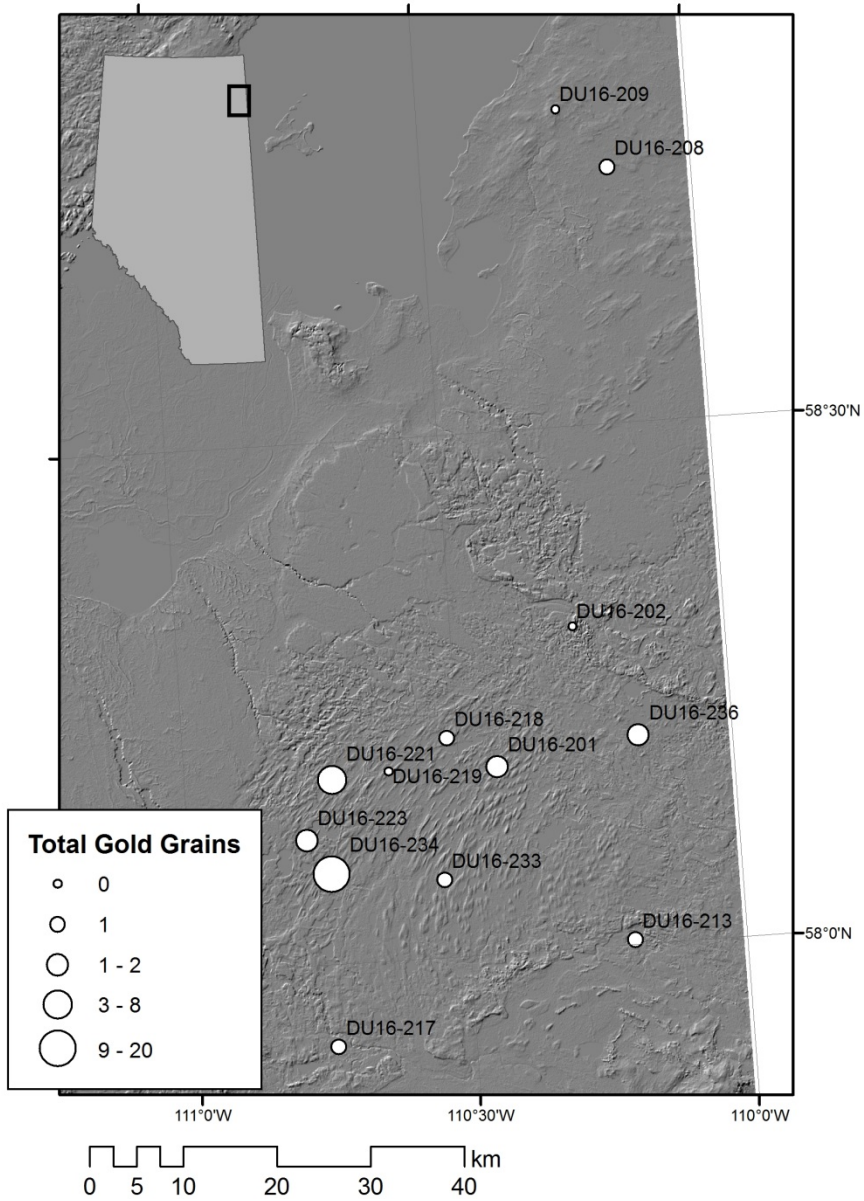 DU16-209
DU16-208
58°30'N
DU16-202
DU16-236
DU16-218
DU16-201
DU16-221
DU16-219
DU16-223
DU16-234
DU16-233
DU16-213
58°0'N
DU16-217
Total Gold Grains
0
1
1 - 2
3 - 8
9 - 20
111°0'W
110°30'W
110°0'W
km
0 5 10 20 30 40